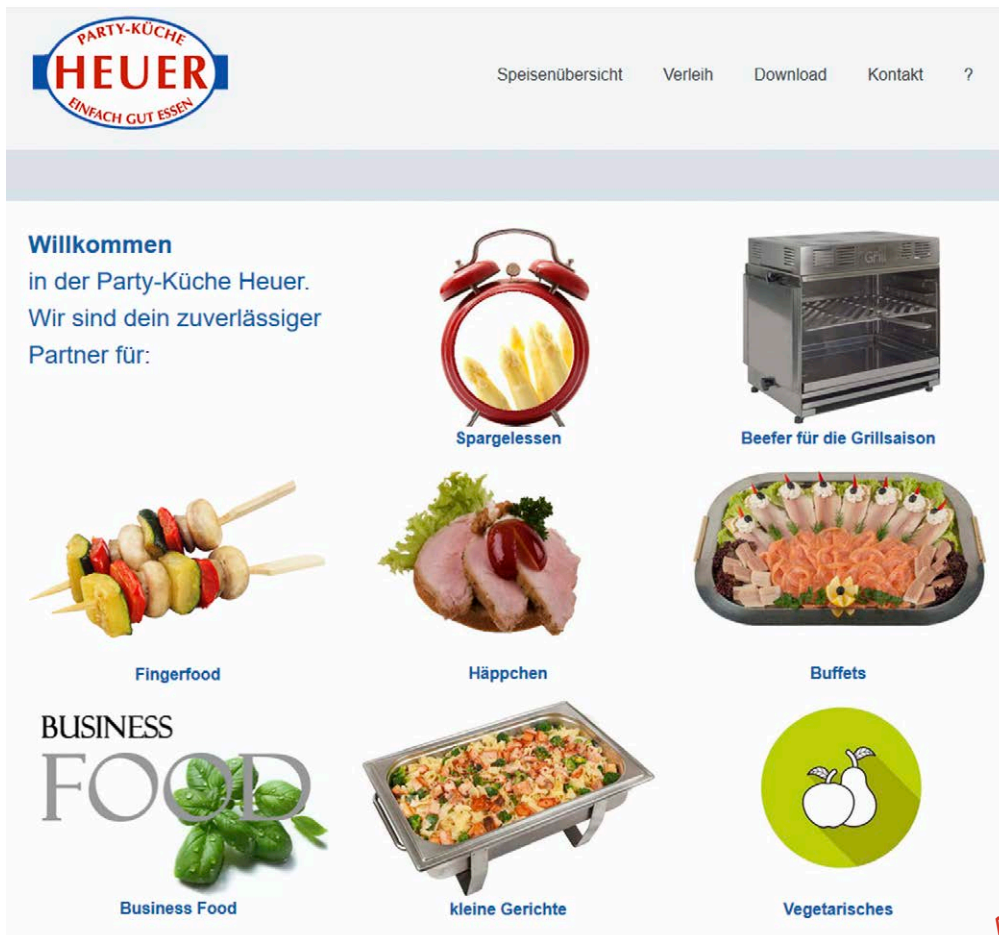 PARTY-KÜCHE
HEUER
EINFACH GUT ESSEN
Speisenübersicht Verleih Download Kontakt ?
Willkommen
in der Party-Küche Heuer.
Wir sind dein zuverlässiger
Partner für:
Grill
Spargelessen
Beefer für die Grillsaison
Fingerfood
Häppchen
Buffets
BUSINESS
FOOD
Business Food
kleine Gerichte
Vegetarisches